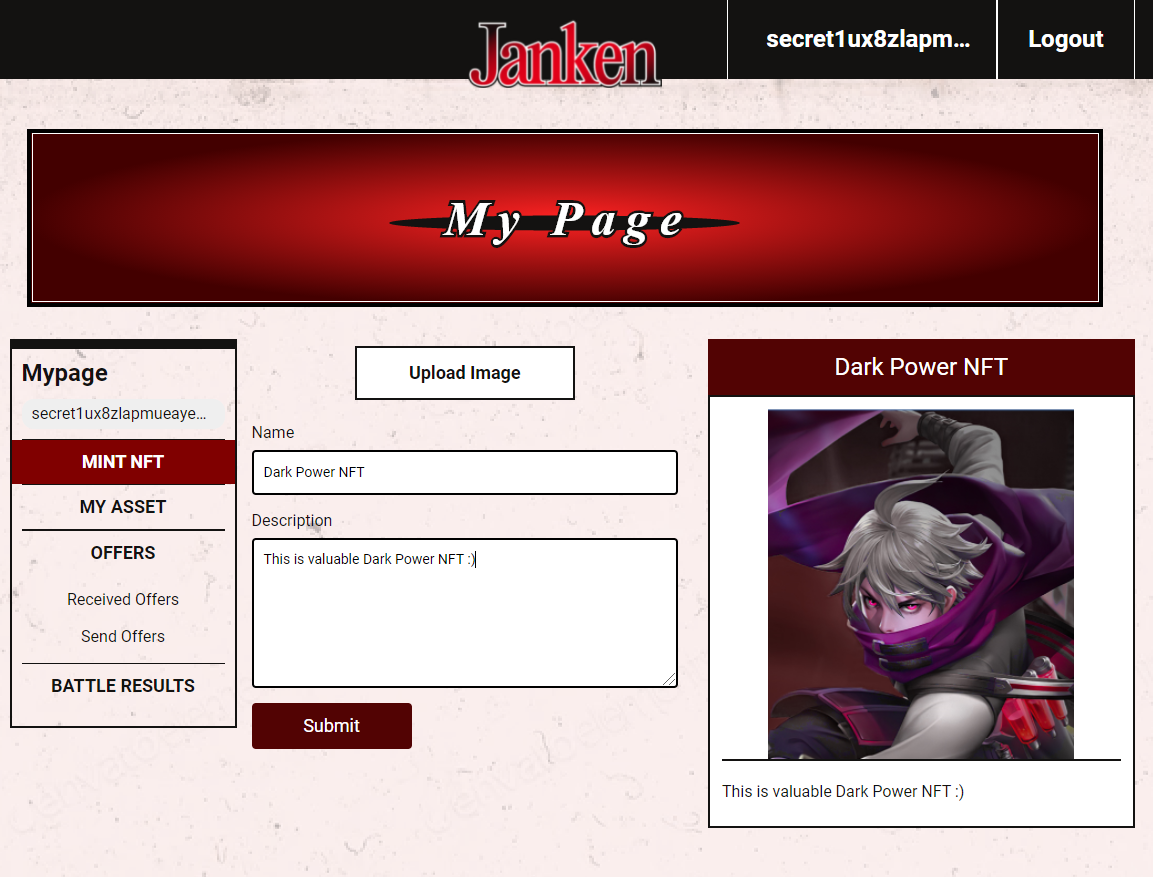 Janken
secret1ux8zlapm...
Logout
My Page
Mypage
secret1ux8zlapmueaye...
MINT NFT
MY ASSET
OFFERS
Received Offers
Send Offers
BATTLE RESULTS
Upload Image
Name
Dark Power NFT
Description
This is valuable Dark Power NFT :)
Submit
Dark Power NFT
This is valuable Dark Power NFT :)